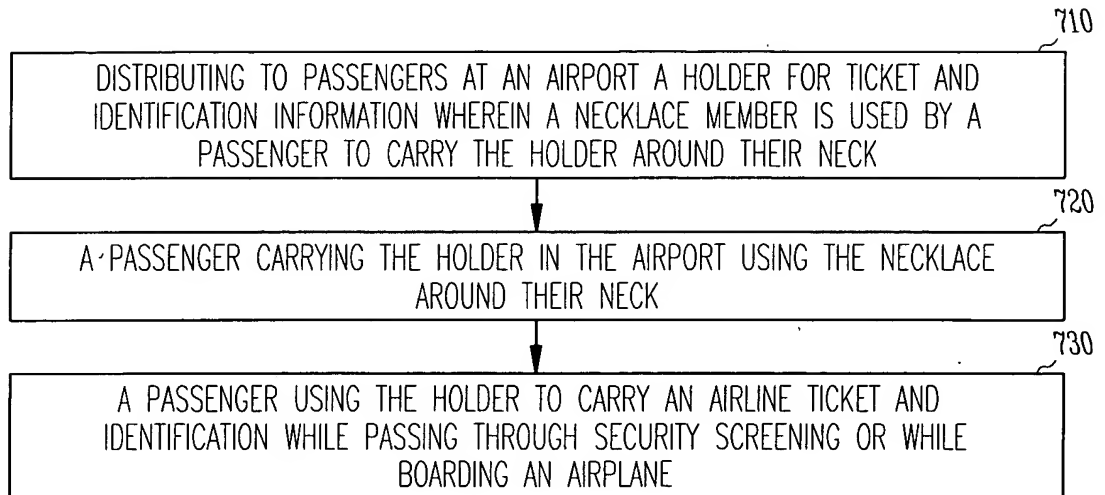 710
DISTRIBUTING TO PASSENGERS AT AN AIRPORT A HOLDER FOR TICKET AND
IDENTIFICATION INFORMATION WHEREIN A NECKLACE MEMBER IS USED BY A
PASSENGER TO CARRY THE HOLDER AROUND THEIR NECK
720
A PASSENGER CARRYING THE HOLDER IN THE AIRPORT USING THE NECKLACE
AROUND THEIR NECK
730
A PASSENGER USING THE HOLDER TO CARRY AN AIRLINE TICKET AND
IDENTIFICATION WHILE PASSING THROUGH SECURITY SCREENING OR WHILE
BOARDING AN AIRPLANE